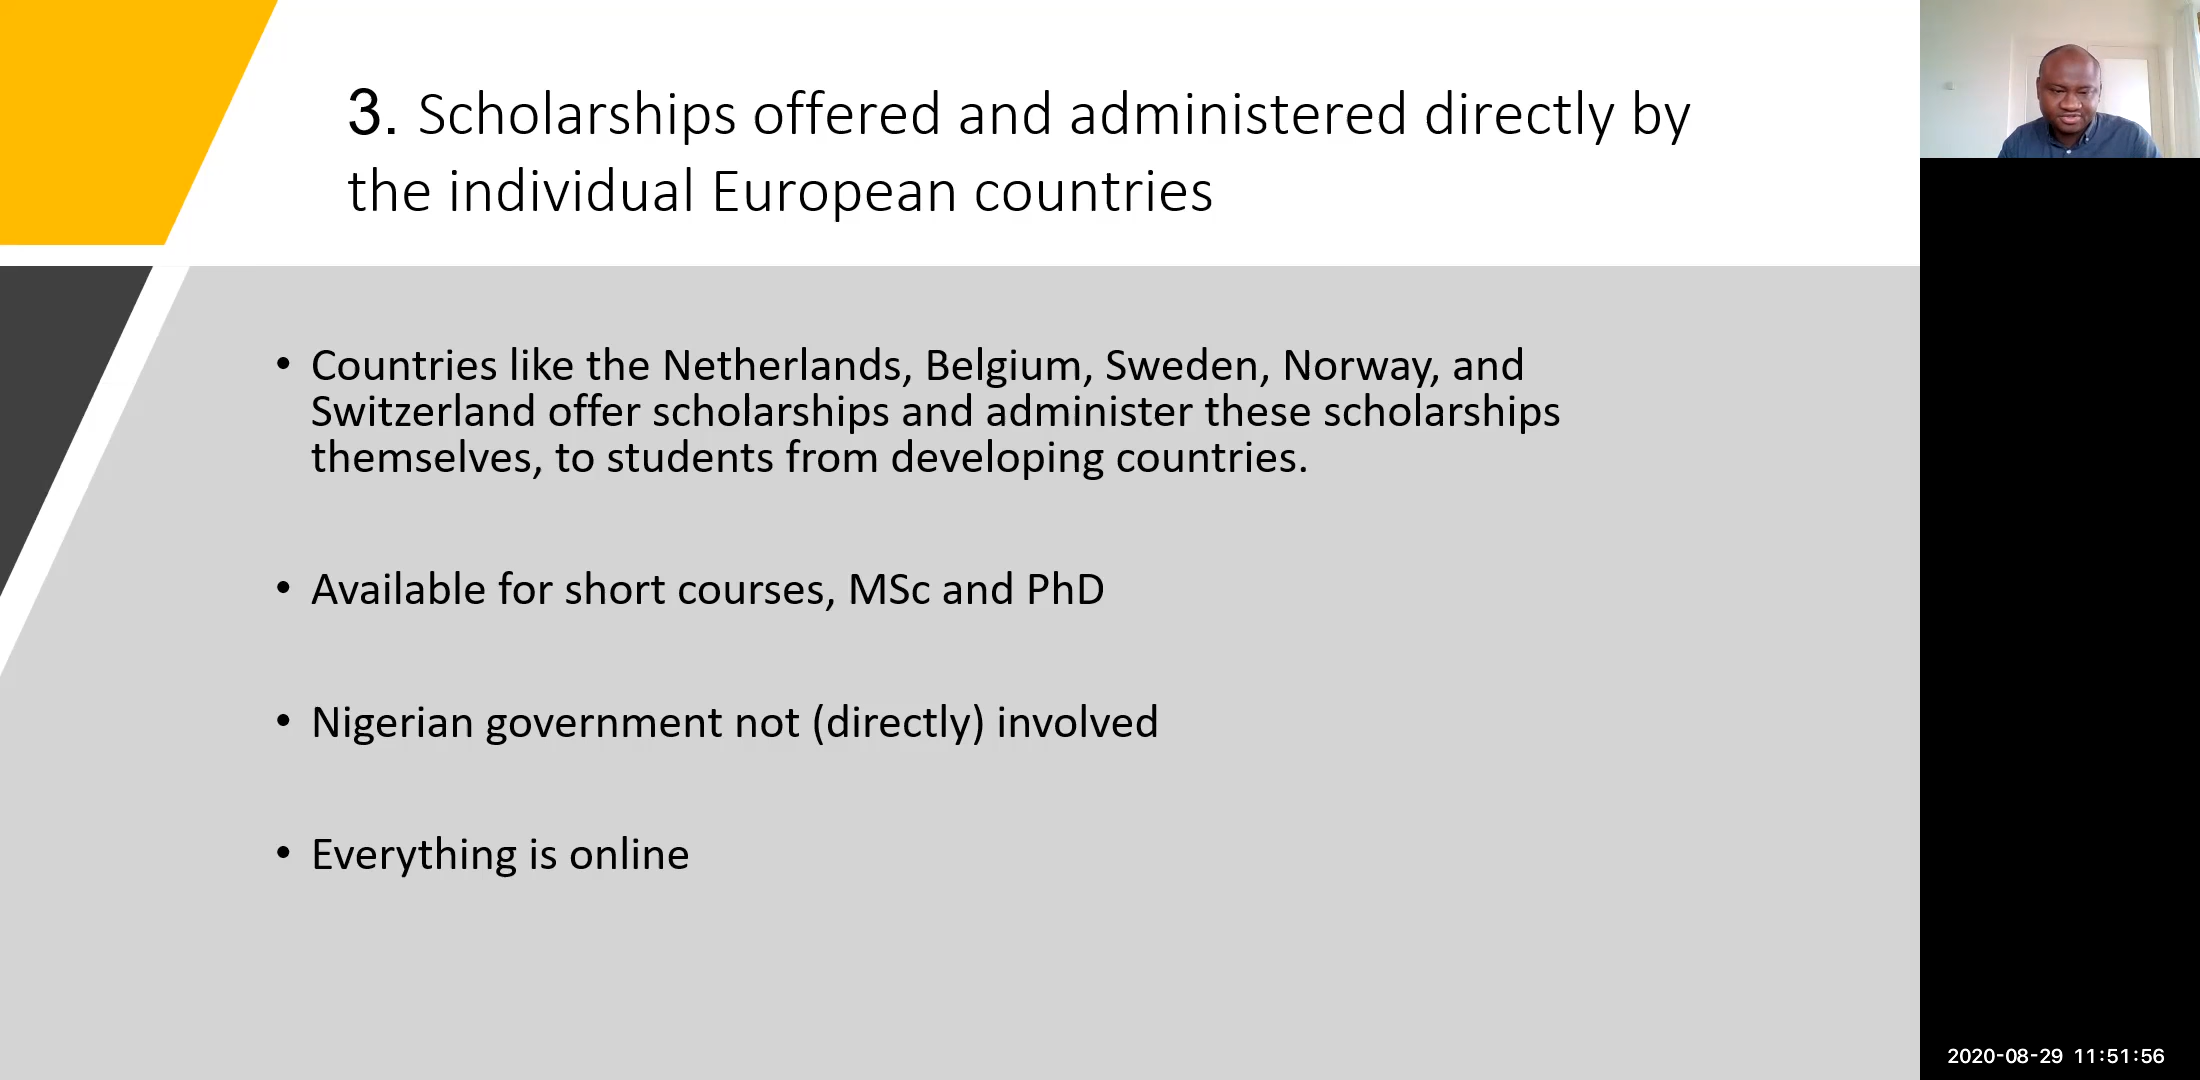 3. Scholarships offered and administered directly by
the individual European countries
• Countries like the Netherlands, Belgium, Sweden, Norway, and
Switzerland offer scholarships and administer these scholarships
themselves, to students from developing countries.
• Available for short courses, MSc and PhD
• Nigerian government not (directly) involved
• Everything is online
2020-08-29 11:51:56